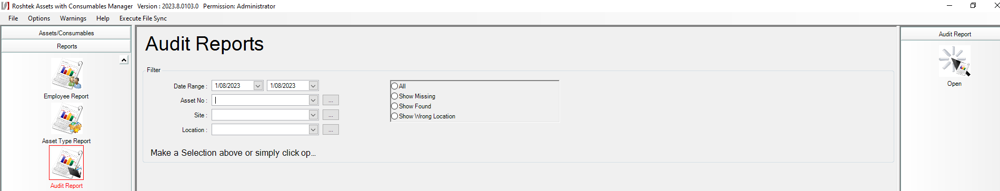 Roshtek Assets with Consumables Manager Version : 2023.8.0103.0 Permission: Administrator
File Options Warnings Help Execute File Sync
Assets/Consumables
Reports
Employee Report
Asset Type Report
Audit Report
Audit Reports
Filter
Date Range : 1/08/2023 1/08/2023
Asset No : ...
Site : ...
Location : ...
All
Show Missing
Show Found
Show Wrong Location
Make a Selection above or simply click op...
Audit Report
Open